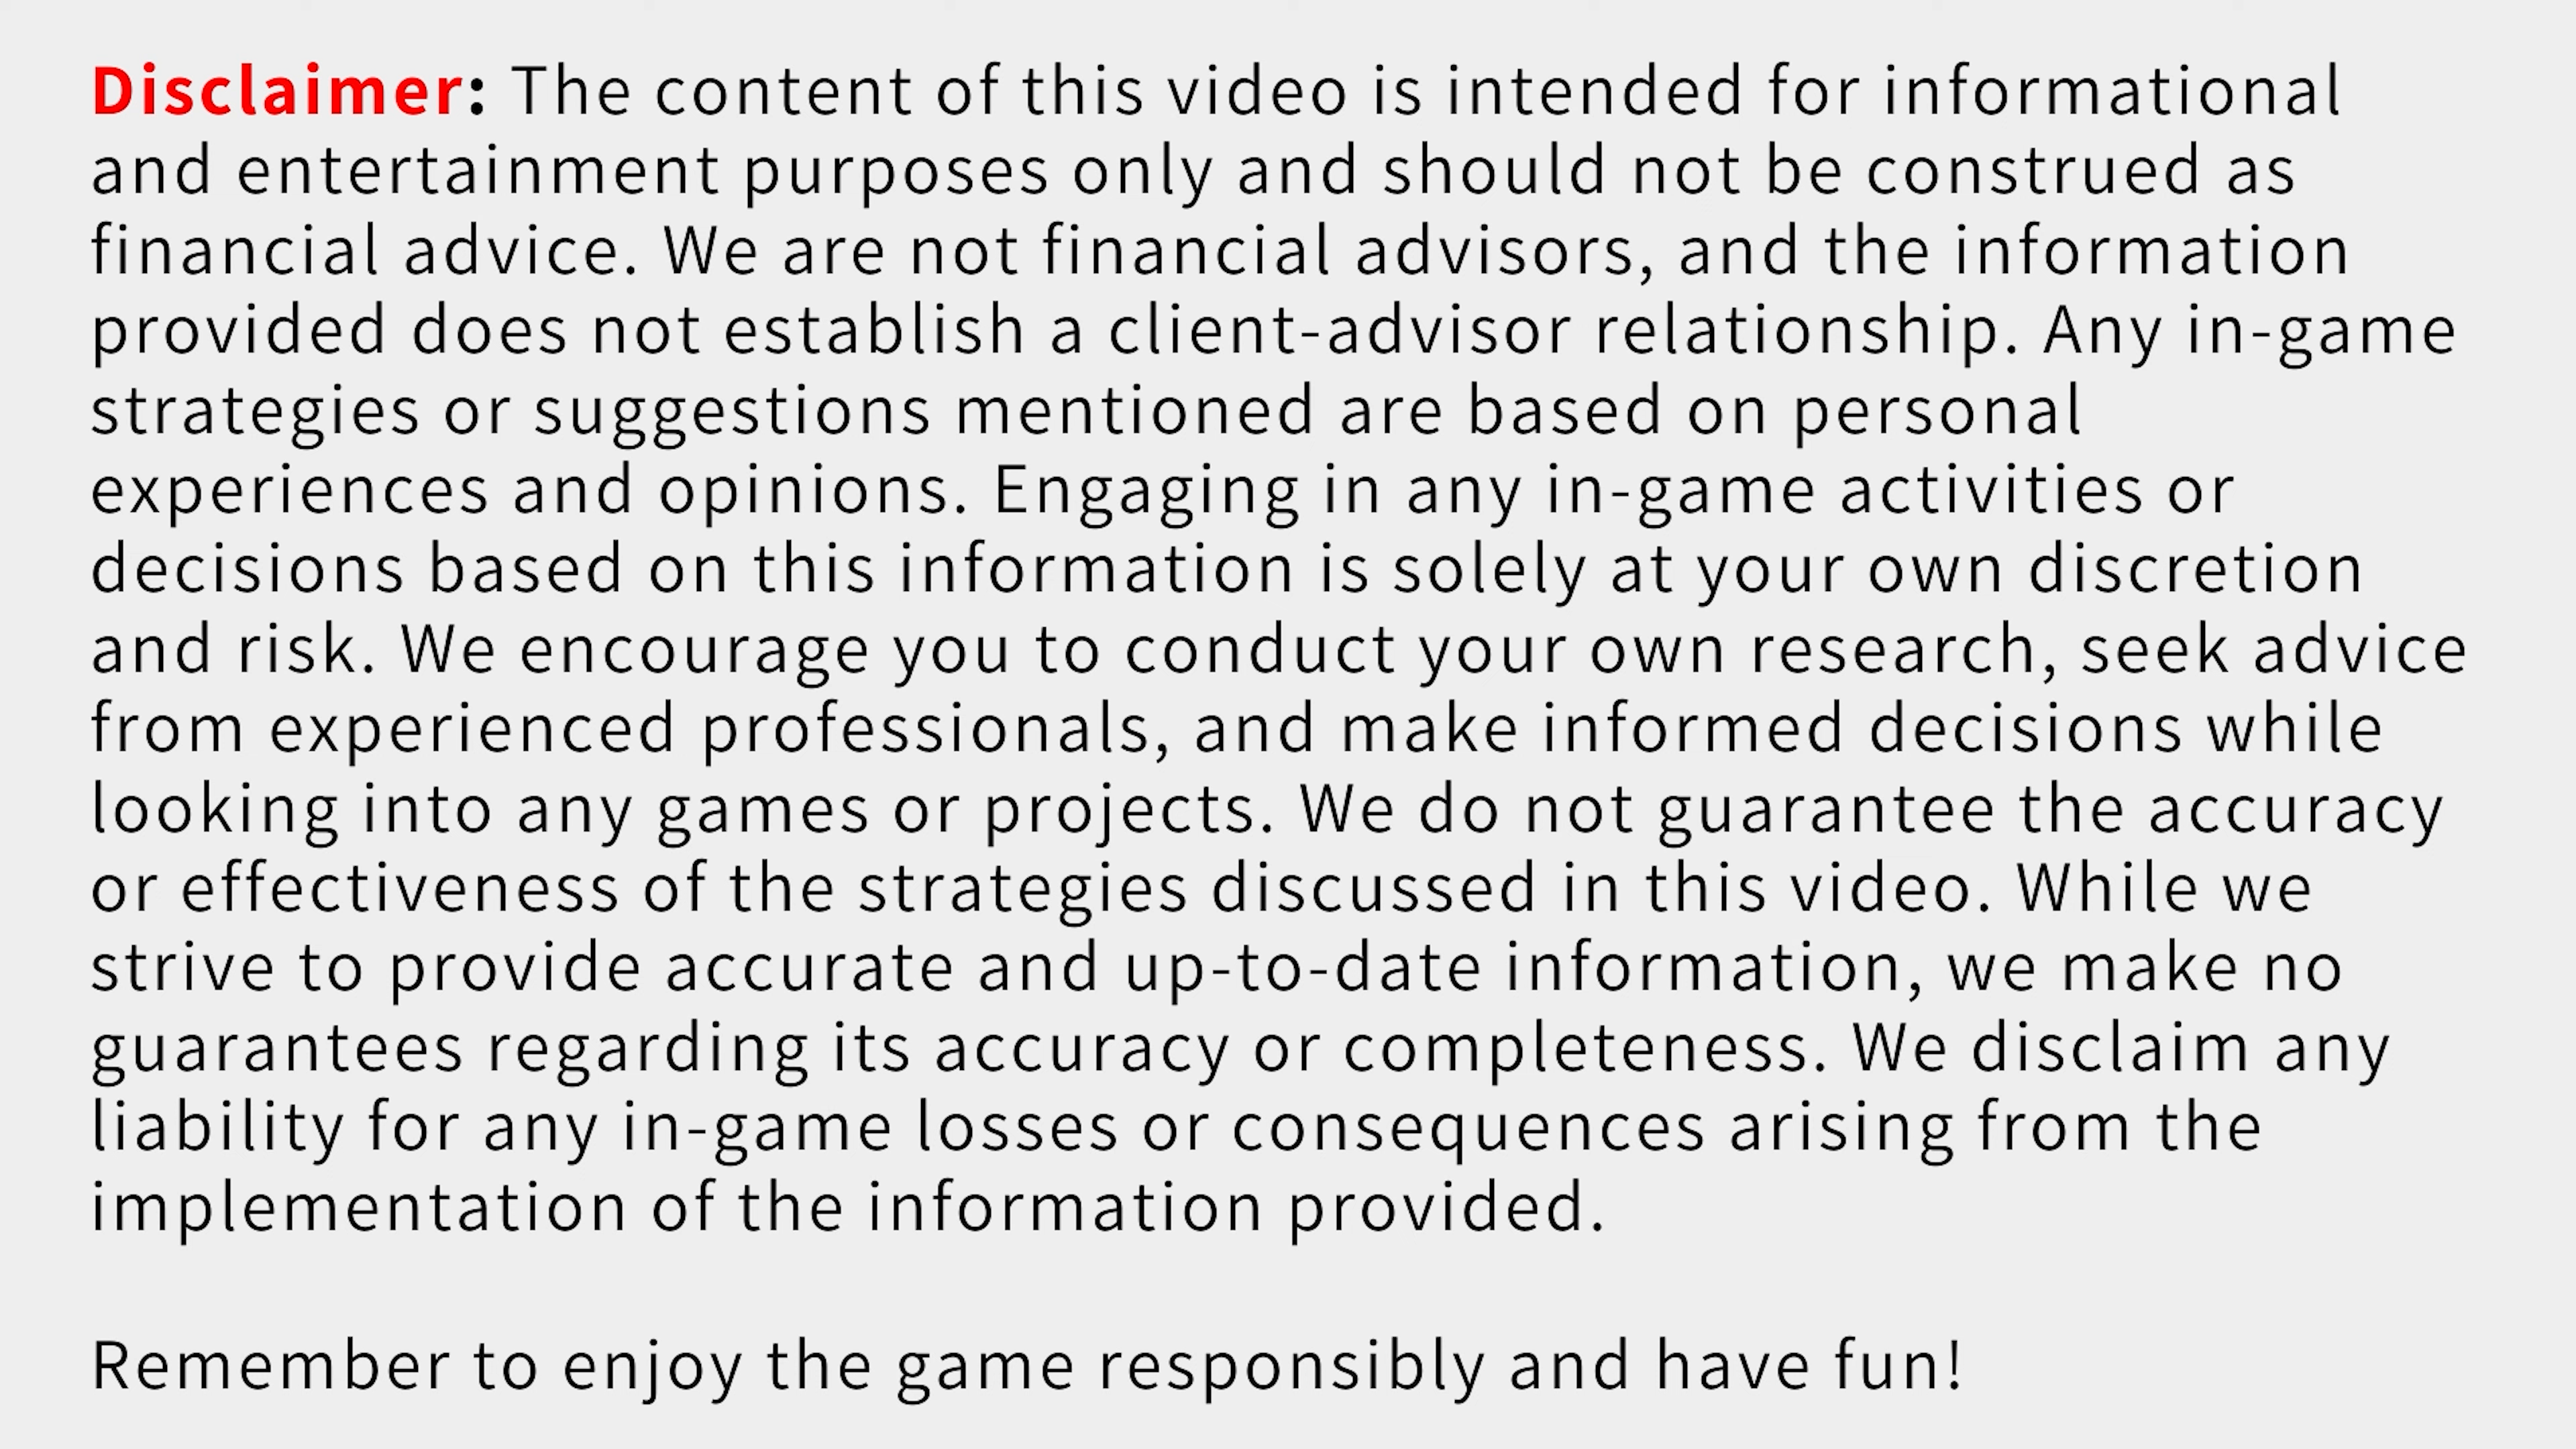 Disclaimer: The content of this video is intended for informational
and entertainment purposes only and should not be construed as
financial advice. We are not financial advisors, and the information
provided does not establish a client-advisor relationship. Any in-game
strategies or suggestions mentioned are based on personal
experiences and opinions. Engaging in any in-game activities or
decisions based on this information is solely at your own discretion
and risk. We encourage you to conduct your own research, seek advice
from experienced professionals, and make informed decisions while
looking into any games or projects. We do not guarantee the accuracy
or effectiveness of the strategies discussed in this video. While we
strive to provide accurate and up-to-date information, we make no
guarantees regarding its accuracy or completeness. We disclaim any
liability for any in-game losses or consequences arising from the
implementation of the information provided.
Remember to enjoy the game responsibly and have fun!